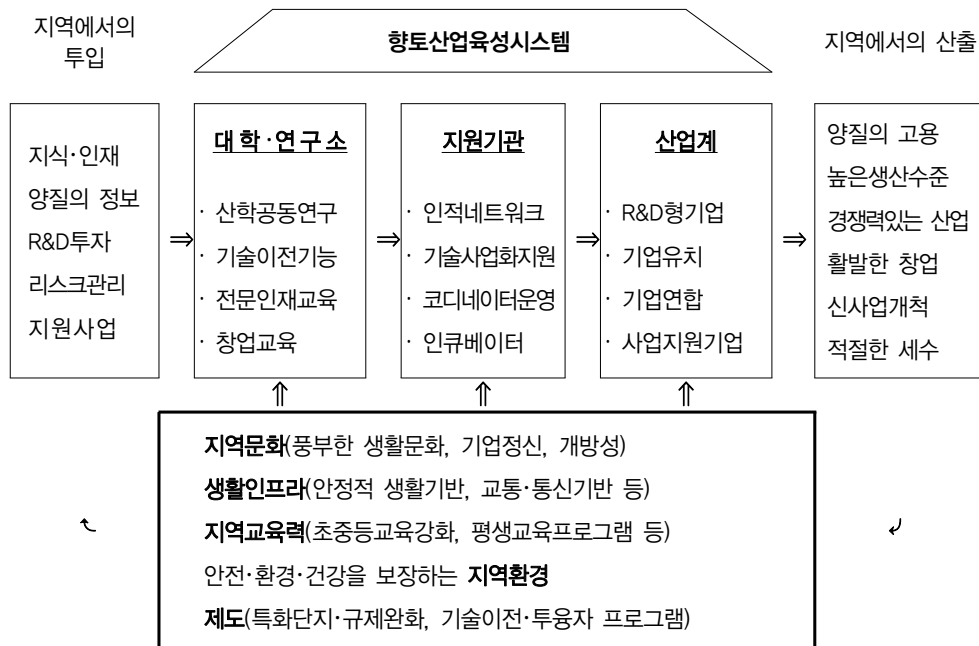 지역에서의
투입
향토산업육성시스템
지역에서의 산출
지식·인재
양질의 정보
R&D투자
리스크관리
지원사업
⇒
대학·연구소
· 산학공동연구
· 기술이전기능
· 전문인재교육
· 창업교육
⇒
지원기관
· 인적네트워크
· 기술사업화지원
· 코디네이터운영
· 인큐베이터
⇒
산업계
· R&D형기업
· 기업유치
· 기업연합
· 사업지원기업
⇒
양질의 고용
높은생산수준
경쟁력있는 산업
활발한 창업
신사업개척
적절한 세수
⇑ ⇑ ⇑
지역문화(풍부한 생활문화, 기업정신, 개방성)
생활인프라(안정적 생활기반, 교통·통신기반 등)
지역교육력(초중등교육강화, 평생교육프로그램 등)
안전·환경·건강을 보장하는 지역환경
제도(특화단지·규제완화, 기술이전·투융자 프로그램)